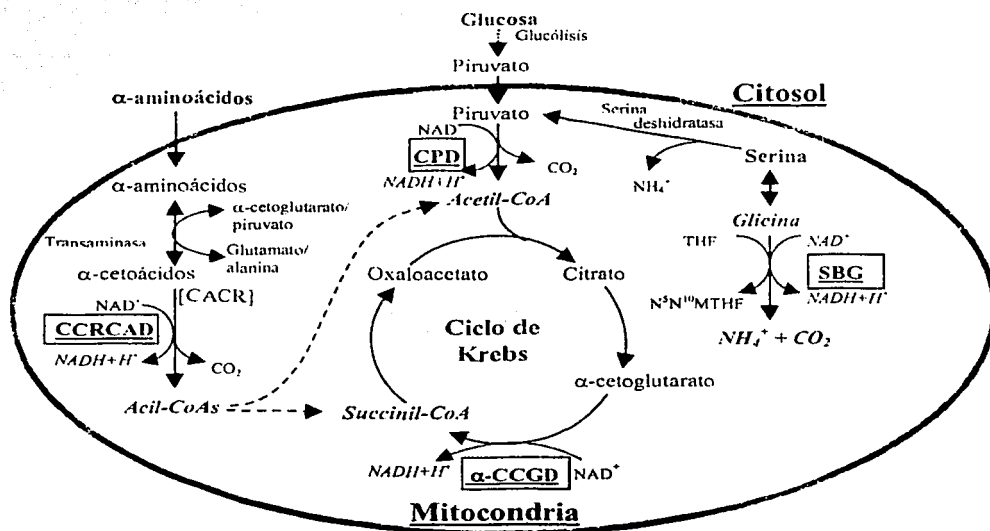 Glucosa
Glucólisis
Piruvato
Citosol
α-aminoácidos
Piruvato
Serina
deshidratasa
NAD⁺
CPD
CO₂
NADH+H⁺
Acetil-CoA
NH₄⁺
Serina
α-aminoácidos
α-cetoglutarato/
piruvato
Transaminasa
Glutamato/
alanina
α-cetoácidos
[CACR]
NAD⁺
CCRCAD
NADH+H⁺
CO₂
Acil-CoAs
Oxaloacetato
Citrato
Ciclo de
Krebs
α-cetoglutarato
Succinil-CoA
NADH+H⁺
α-CCGD
NAD⁺
Glicina
THF
NAD⁺
SBG
N⁵N¹⁰MTHF
NADH+H⁺
NH₄⁺ + CO₂
Mitocondria